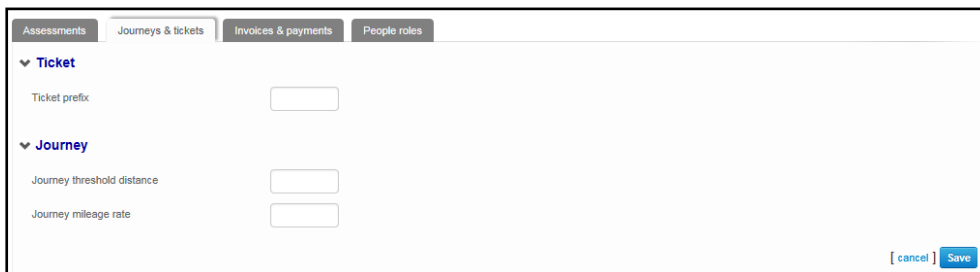 Assessments Journeys & tickets Invoices & payments People roles
Ticket
Ticket prefix
Journey
Journey threshold distance
Journey mileage rate
[ cancel ] Save